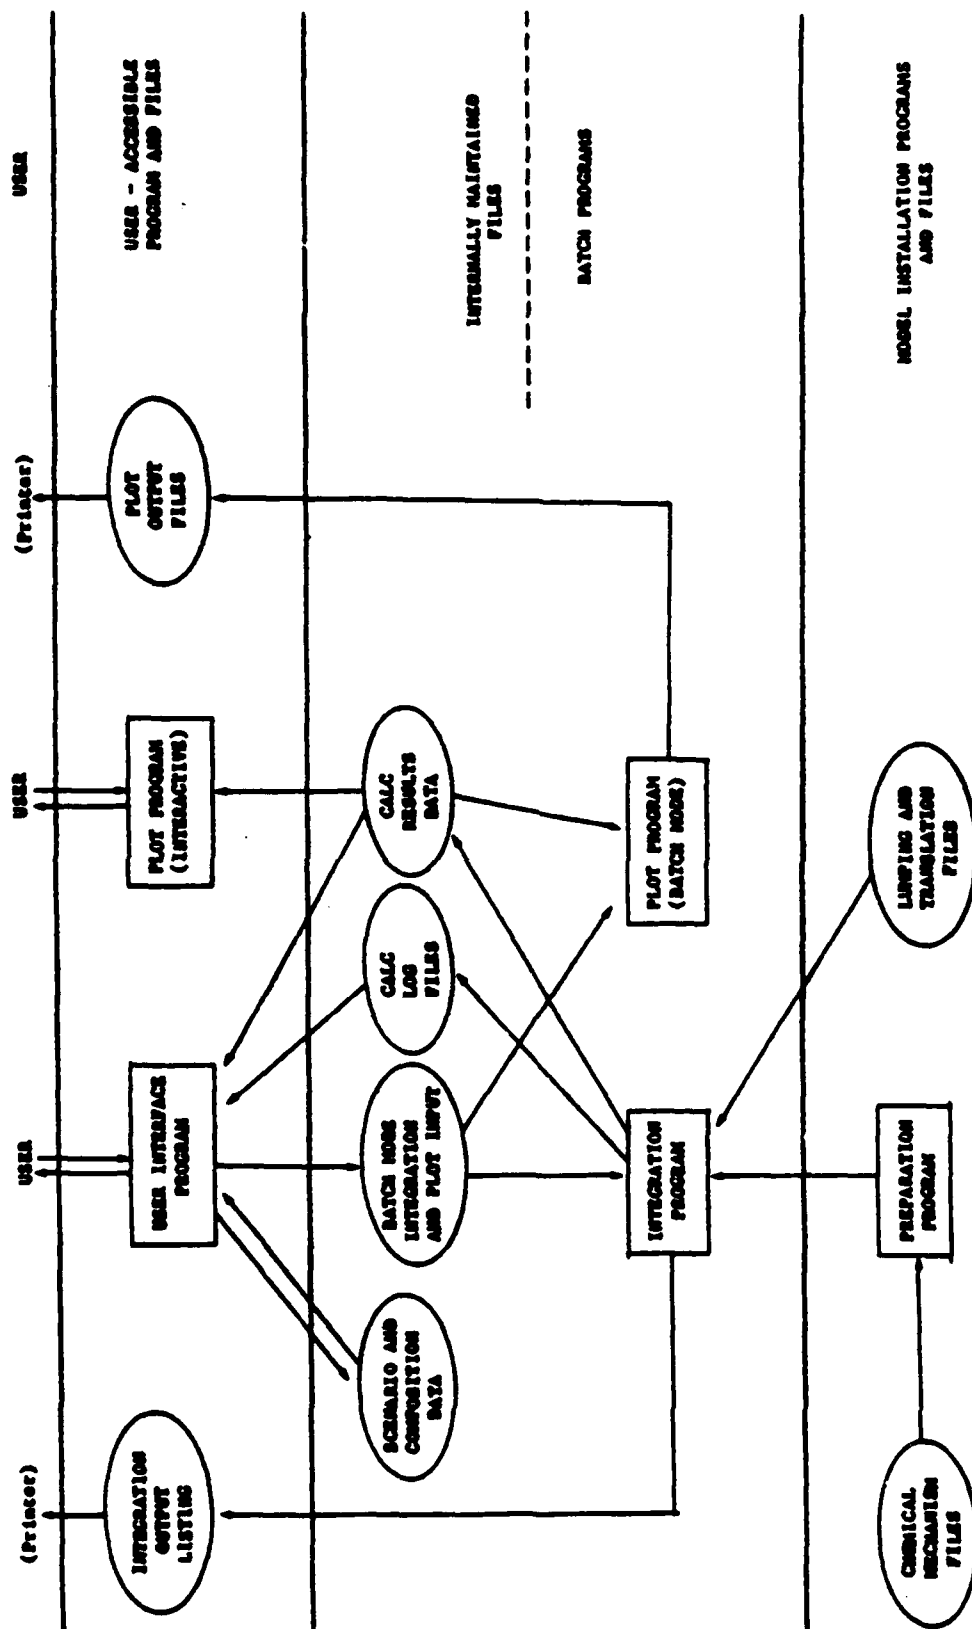 (Printer)
USER
USER
(Printer)
USER
INTEGRATION
OUTPUT
LISTING
USER INTERFACE
PROGRAM
PLOT PROGRAM
(INTERACTIVE)
PLOT
OUTPUT
FILES
USER - ACCESSIBLE
PROGRAM AND FILES
SCENARIO AND
COMPOSITION
DATA
BATCH MODE
INTEGRATION
AND PLOT INPUT
CALC
LOG
FILES
CALC
RESULTS
DATA
INTERNALLY MAINTAINED
FILES
INTEGRATION
PROGRAM
PLOT PROGRAM
(BATCH MODE)
BATCH PROGRAMS
CHEMICAL
MECHANISM
FILES
PREPARATION
PROGRAM
LUMPING AND
TRANSLATION
FILES
MODEL INSTALLATION PROGRAMS
AND FILES